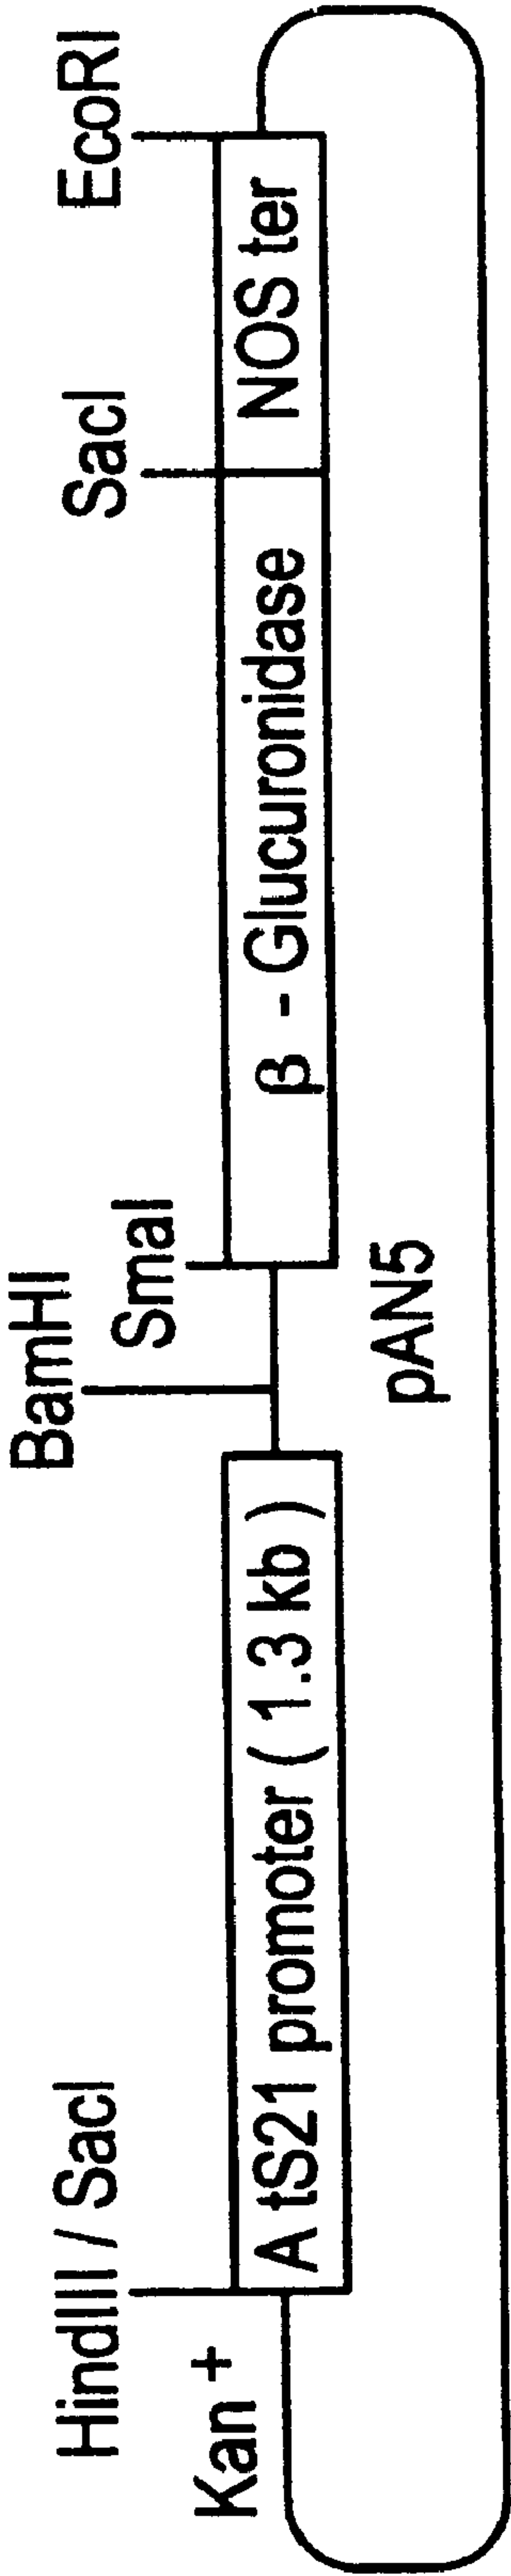 HindIII / SacI
BamHI
SmaI
SacI
EcoRI
Kan +
A tS21 promoter ( 1.3 kb )
β - Glucuronidase
NOS ter
pAN5